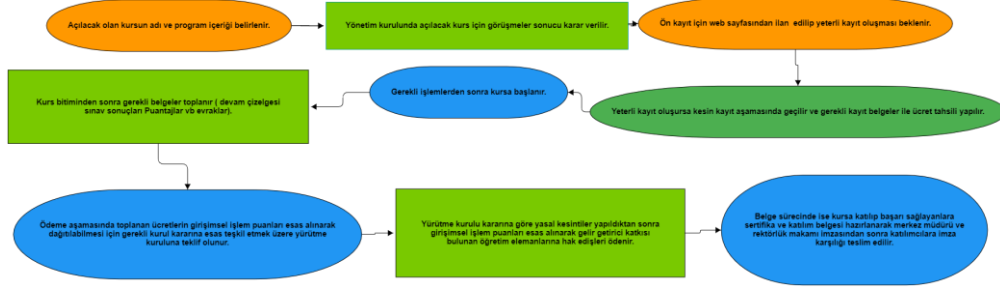 Açılacak olan kursun adı ve program içeriği belirlenir.
Yönetim kurulunda açılacak kurs için görüşmeler sonucu karar verilir.
Ön kayıt için web sayfasından ilan edilip yeterli kayıt oluşması beklenir.
Yeterli kayıt oluşursa kesin kayıt aşamasında geçilir ve gerekli kayıt belgeler ile ücret tahsili yapılır.
Gerekli işlemlerden sonra kursa başlanır.
Kurs bitiminden sonra gerekli belgeler toplanır ( devam çizelgesi
sınav sonuçları Puantajlar vb evraklar).
Ödeme aşamasında toplanan ücretlerin girişimsel işlem puanları esas alınarak
dağıtılabilmesi için gerekli kurul kararına esas teşkil etmek üzere yürütme
kuruluna teklif olunur.
Yürütme kurulu kararına göre yasal kesintiler yapıldıktan sonra
girişimsel işlem puanları esas alınarak gelir getirici katkısı
bulunan öğretim elemanlarına hak edişleri ödenir.
Belge sürecinde ise kursa katılıp başarı sağlayanlara
sertifika ve katılım belgesi hazırlanarak merkez müdürü ve
rektörlük makamı imzasından sonra katılımcılara imza
karşılığı teslim edilir.